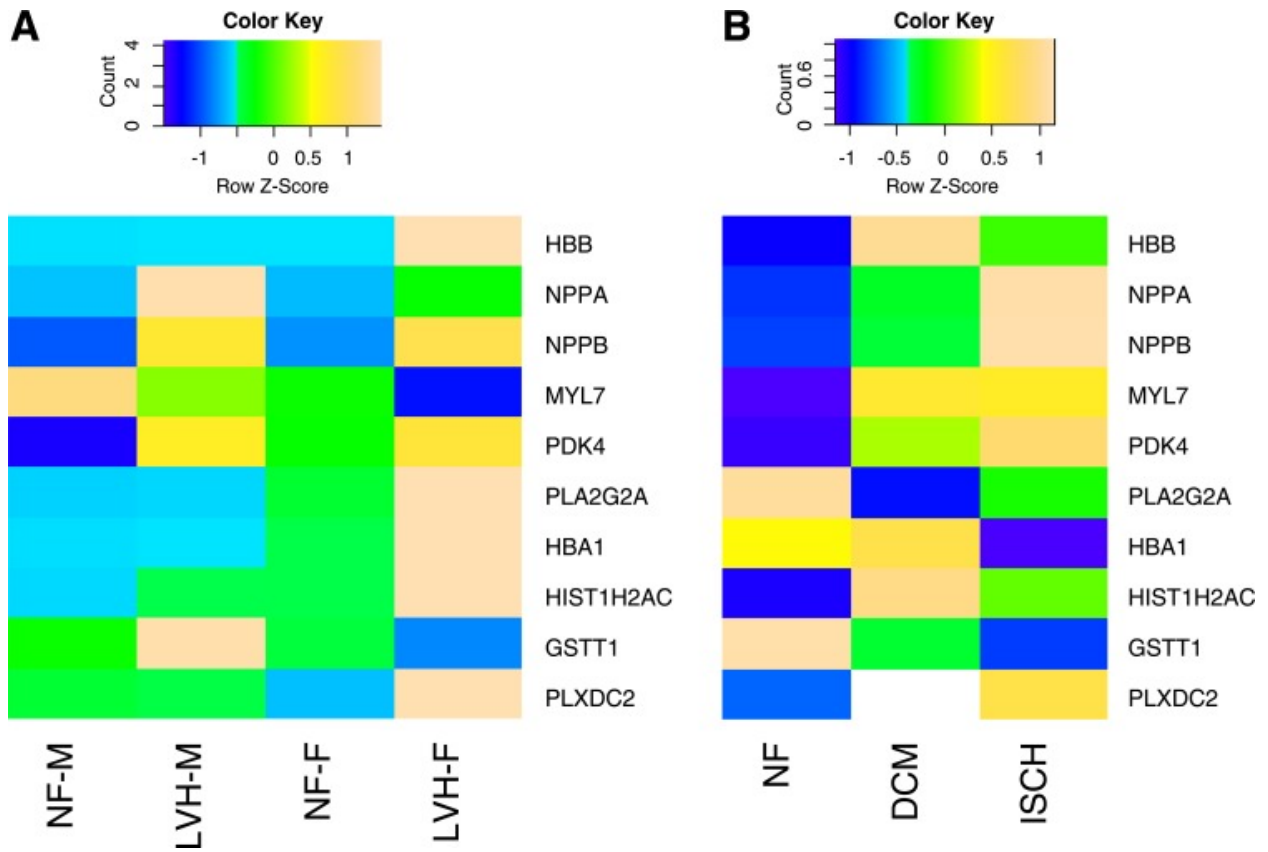 A
Color Key
Count
0 2 4
-1 0 0.5 1
Row Z-Score
HBB
NPPA
NPPB
MYL7
PDK4
PLA2G2A
HBA1
HIST1H2AC
GSTT1
PLXDC2
NF-M
LVH-M
NF-F
LVH-F
B
Color Key
Count
0 0.6
-1 -0.5 0 0.5 1
Row Z-Score
HBB
NPPA
NPPB
MYL7
PDK4
PLA2G2A
HBA1
HIST1H2AC
GSTT1
PLXDC2
NF
DCM
ISCH